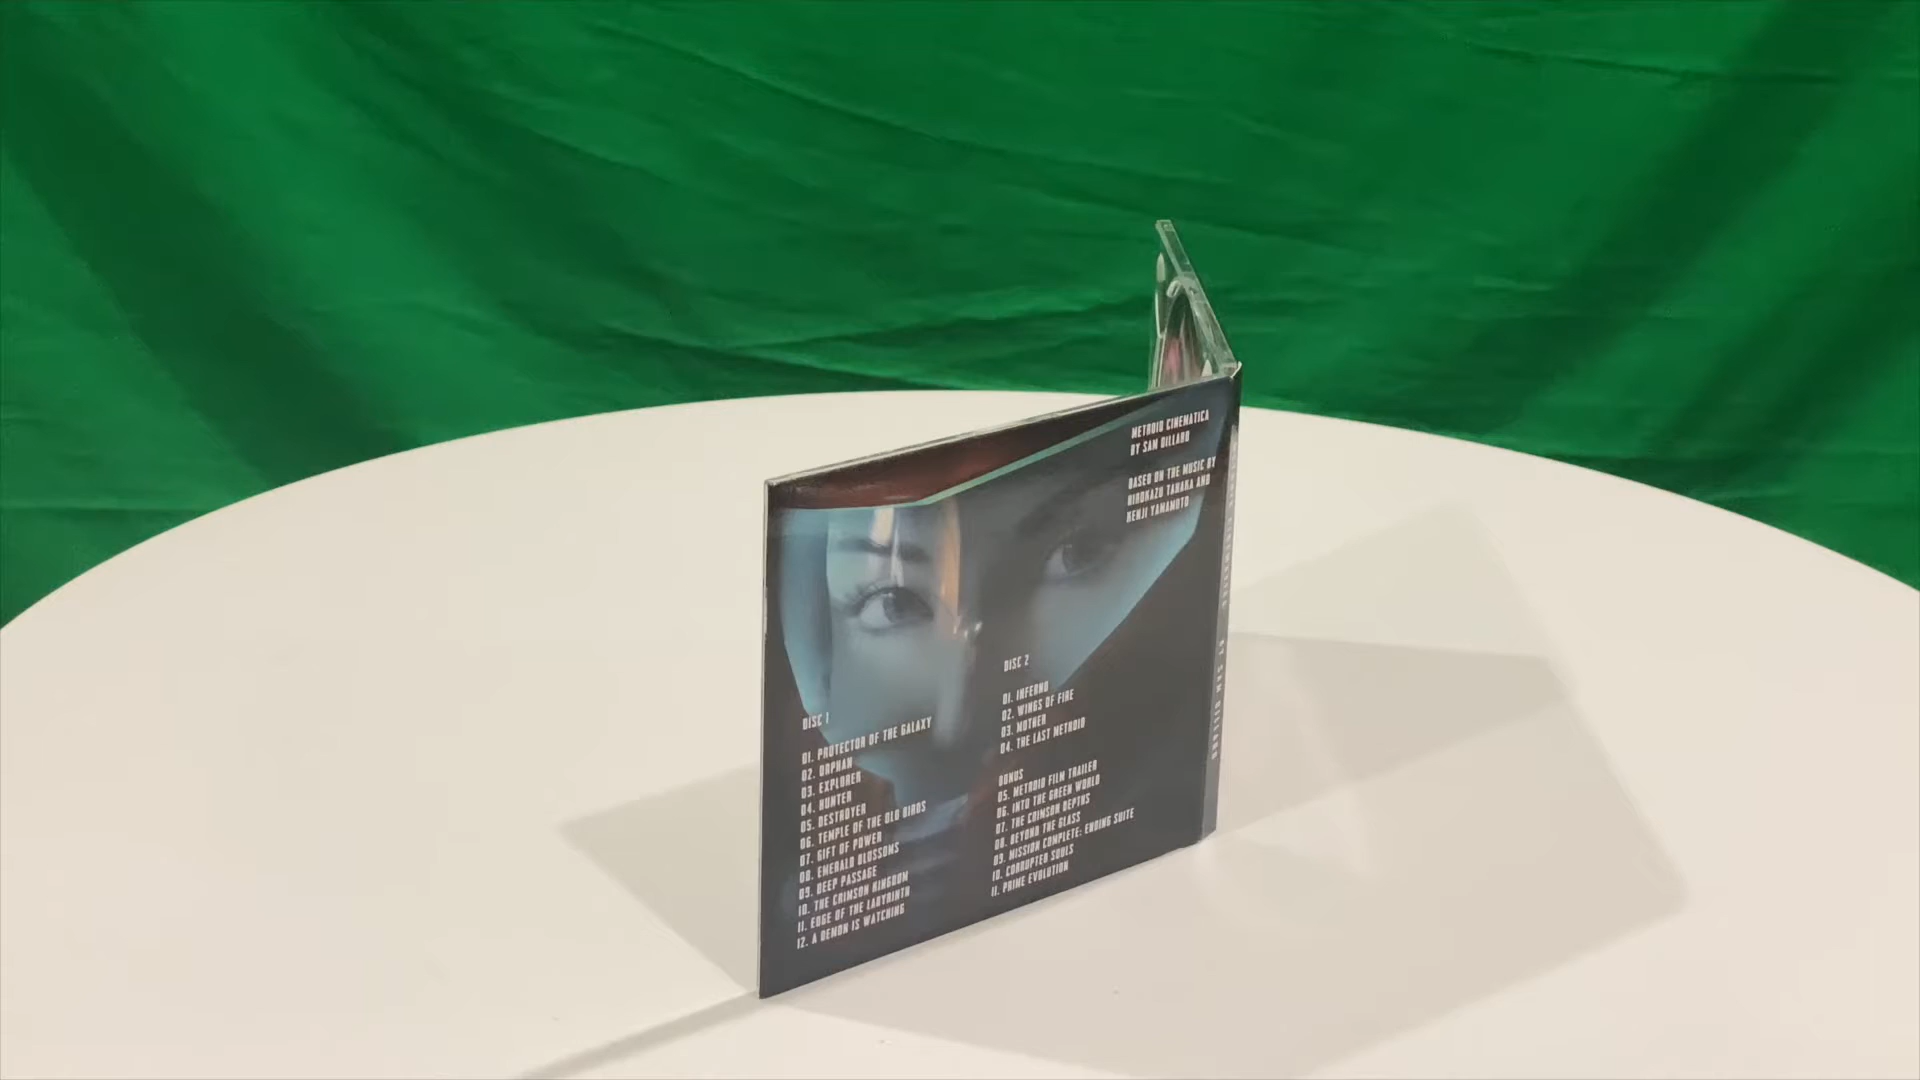 METROID CINEMATICA
BY SAM DILLARD
BASED ON THE MUSIC BY
HIROKAZU TANAKA AND
KENJI YAMAMOTO
DISC 1
01. PROTECTOR OF THE GALAXY
02. ORPHAN
03. EXPLORER
04. HUNTER
05. DESTROYER
06. TEMPLE OF THE OLD BIRDS
07. GIFT OF POWER
08. EMERALD BLOSSOMS
09. DEEP PASSAGE
10. THE CRIMSON KINGDOM
11. EDGE OF THE LABYRINTH
12. A DEMON IS WATCHING
DISC 2
01. INFERNO
02. WINGS OF FIRE
03. MOTHER
04. THE LAST METROID
BONUS
05. METROID FILM TRAILER
06. INTO THE GREEN WORLD
07. THE CRIMSON DEPTHS
08. BEYOND THE GLASS
09. MISSION COMPLETE: ENDING SUITE
10. CORRUPTED SOULS
11. PRIME EVOLUTION
BY SAM DILLARD